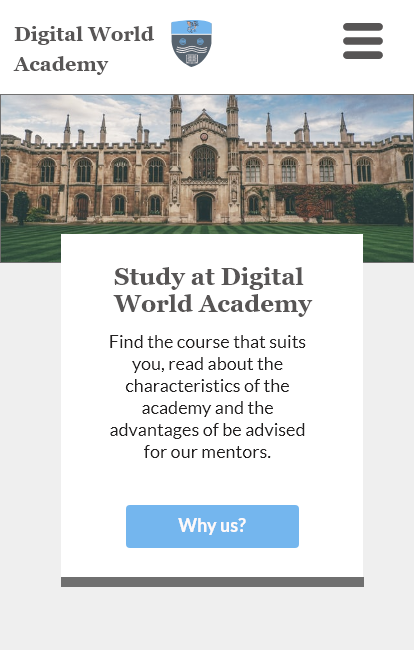 Digital World
Academy
Study at Digital
World Academy
Find the course that suits
you, read about the
characteristics of the
academy and the
advantages of be advised
for our mentors.
Why us?